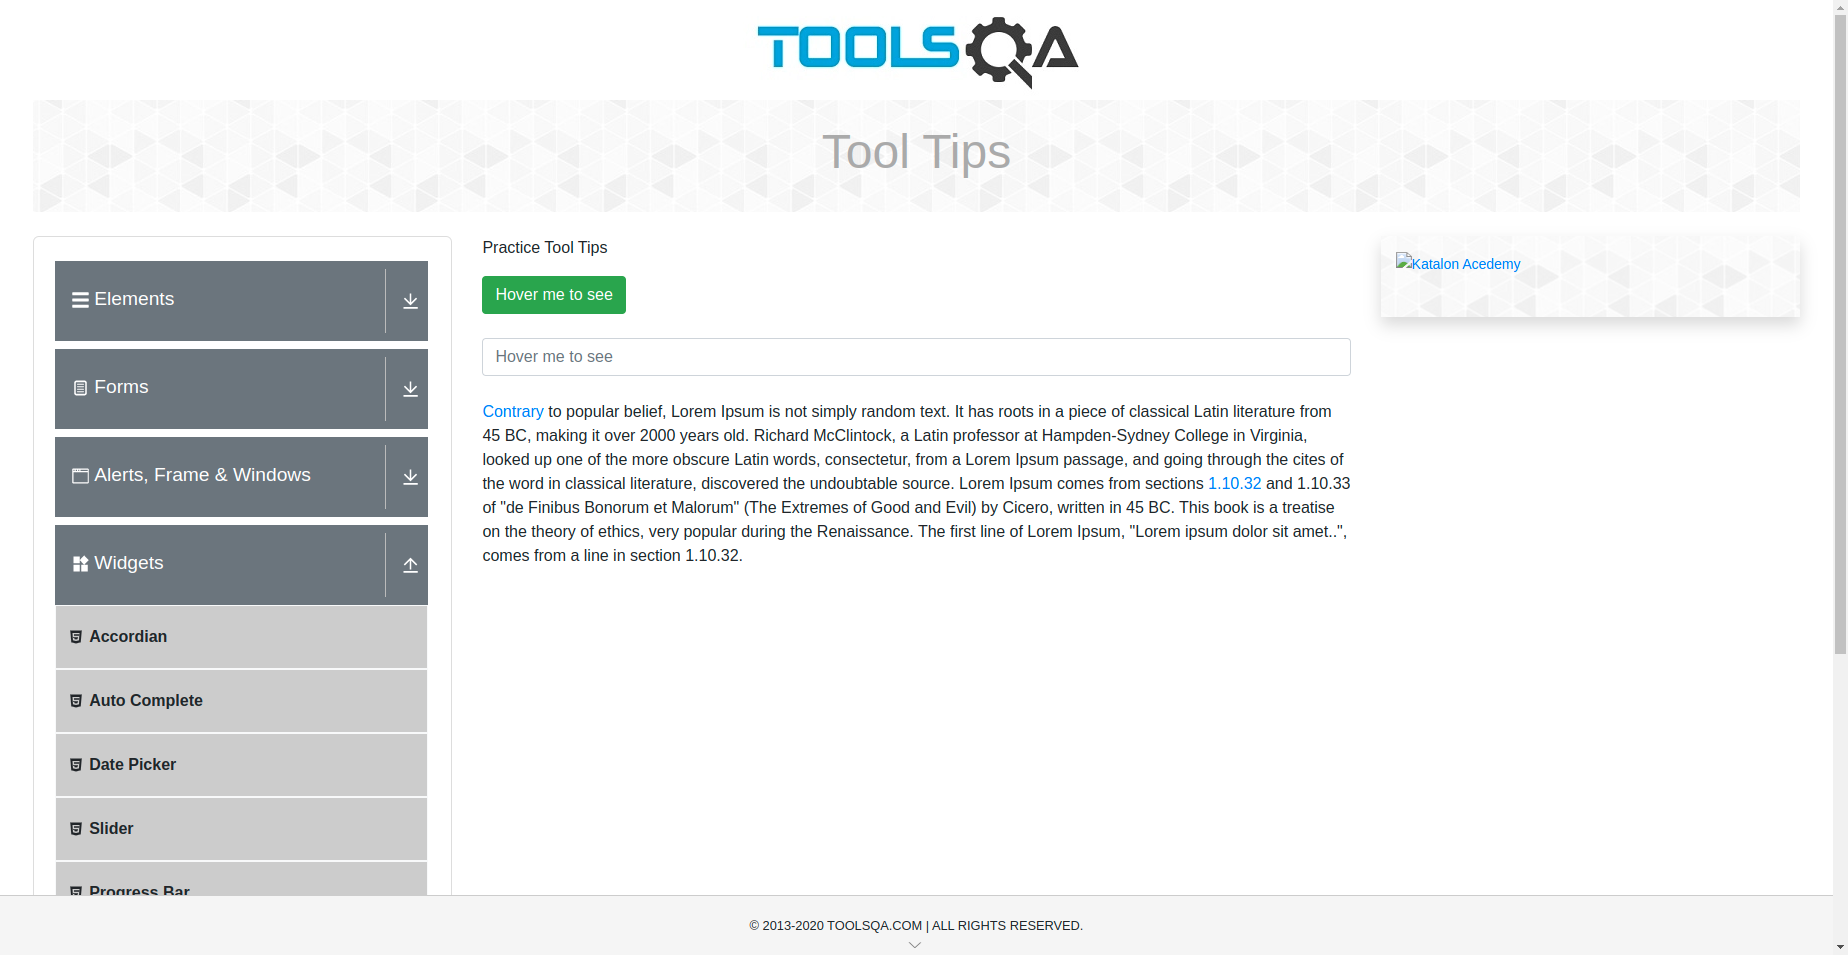 TOOLSQA
Tool Tips
Elements
Forms
Alerts, Frame & Windows
Widgets
Accordian
Auto Complete
Date Picker
Slider
Progress Bar
Practice Tool Tips
Hover me to see
Hover me to see
Contrary to popular belief, Lorem Ipsum is not simply random text. It has roots in a piece of classical Latin literature from
45 BC, making it over 2000 years old. Richard McClintock, a Latin professor at Hampden-Sydney College in Virginia,
looked up one of the more obscure Latin words, consectetur, from a Lorem Ipsum passage, and going through the cites of
the word in classical literature, discovered the undoubtable source. Lorem Ipsum comes from sections 1.10.32 and 1.10.33
of "de Finibus Bonorum et Malorum" (The Extremes of Good and Evil) by Cicero, written in 45 BC. This book is a treatise
on the theory of ethics, very popular during the Renaissance. The first line of Lorem Ipsum, "Lorem ipsum dolor sit amet..",
comes from a line in section 1.10.32.
Katalon Acedemy
© 2013-2020 TOOLSQA.COM | ALL RIGHTS RESERVED.